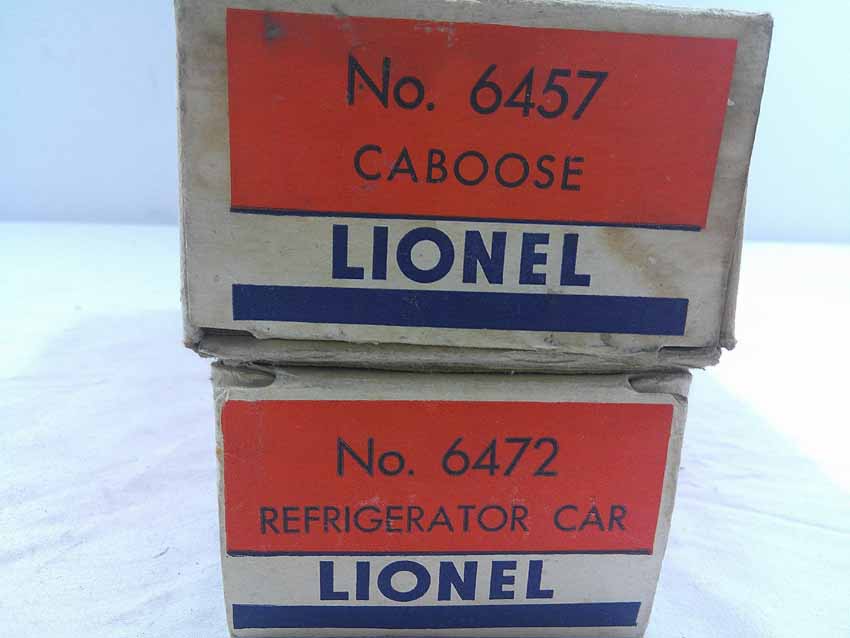 No. 6457
CABOOSE
LIONEL
No. 6472
REFRIGERATOR CAR
LIONEL